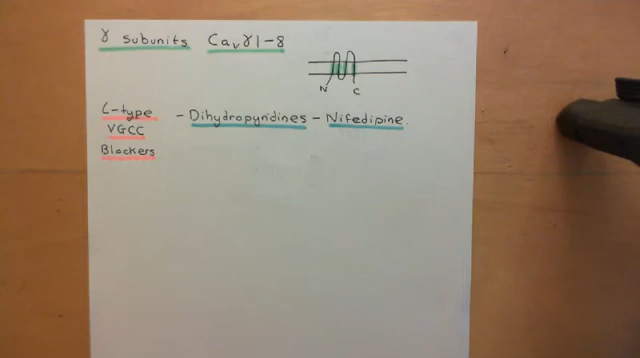 γ subunits Caᵥγ1-8
N C
L-type - Dihydropyridines - Nifedipine.
VGCC
Blockers